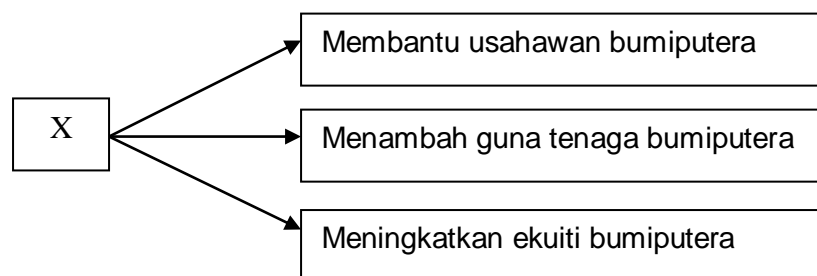 Membantu usahawan bumiputera
X
Menambah guna tenaga bumiputera
Meningkatkan ekuiti bumiputera